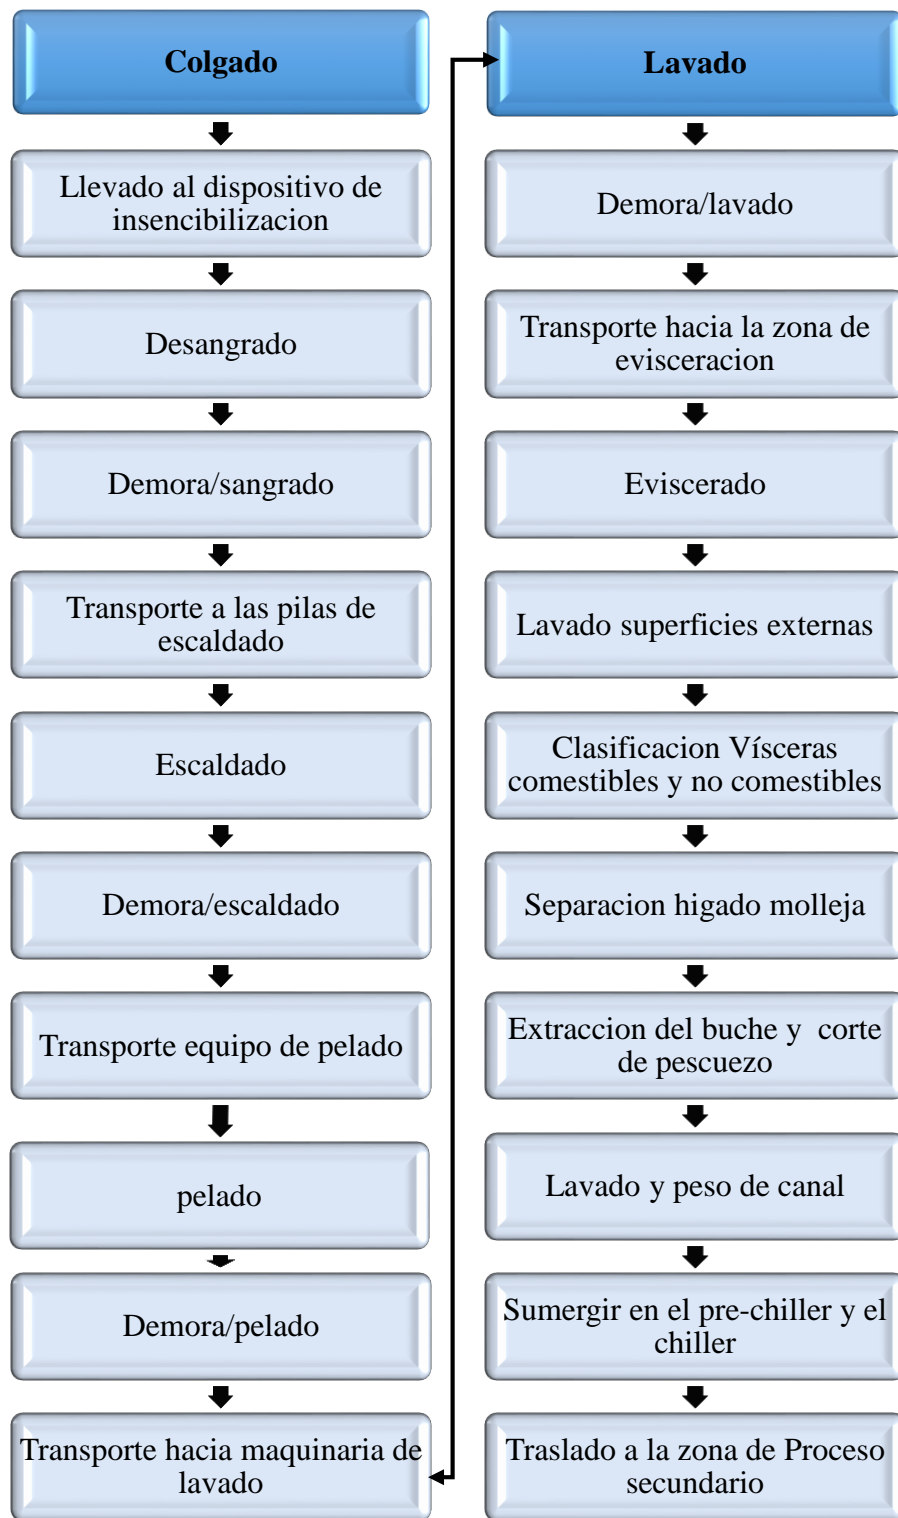 Colgado
Llevado al dispositivo de
insencibilizacion
Desangrado
Demora/sangrado
Transporte a las pilas de
escaldado
Escaldado
Demora/escaldado
Transporte equipo de pelado
pelado
Demora/pelado
Transporte hacia maquinaria de
lavado
Lavado
Demora/lavado
Transporte hacia la zona de
evisceracion
Eviscerado
Lavado superficies externas
Clasificacion Vísceras
comestibles y no comestibles
Separacion higado molleja
Extraccion del buche y  corte
de pescuezo
Lavado y peso de canal
Sumergir en el pre-chiller y el
chiller
Traslado a la zona de Proceso
secundario